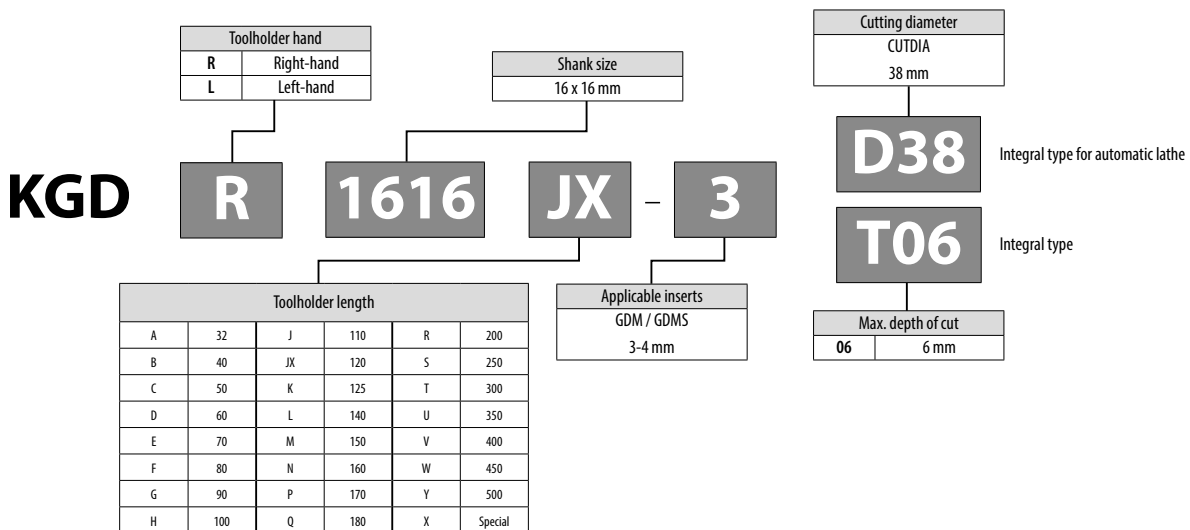 Toolholder hand
R Right-hand
L Left-hand
Shank size
16 x 16 mm
Cutting diameter
CUTDIA
38 mm
KGD R 1616 JX – 3
D38 Integral type for automatic lathe
T06 Integral type
Toolholder length
A 32 J 110 R 200
B 40 JX 120 S 250
C 50 K 125 T 300
D 60 L 140 U 350
E 70 M 150 V 400
F 80 N 160 W 450
G 90 P 170 Y 500
H 100 Q 180 X Special
Applicable inserts
GDM / GDMS
3-4 mm
Max. depth of cut
06 6 mm